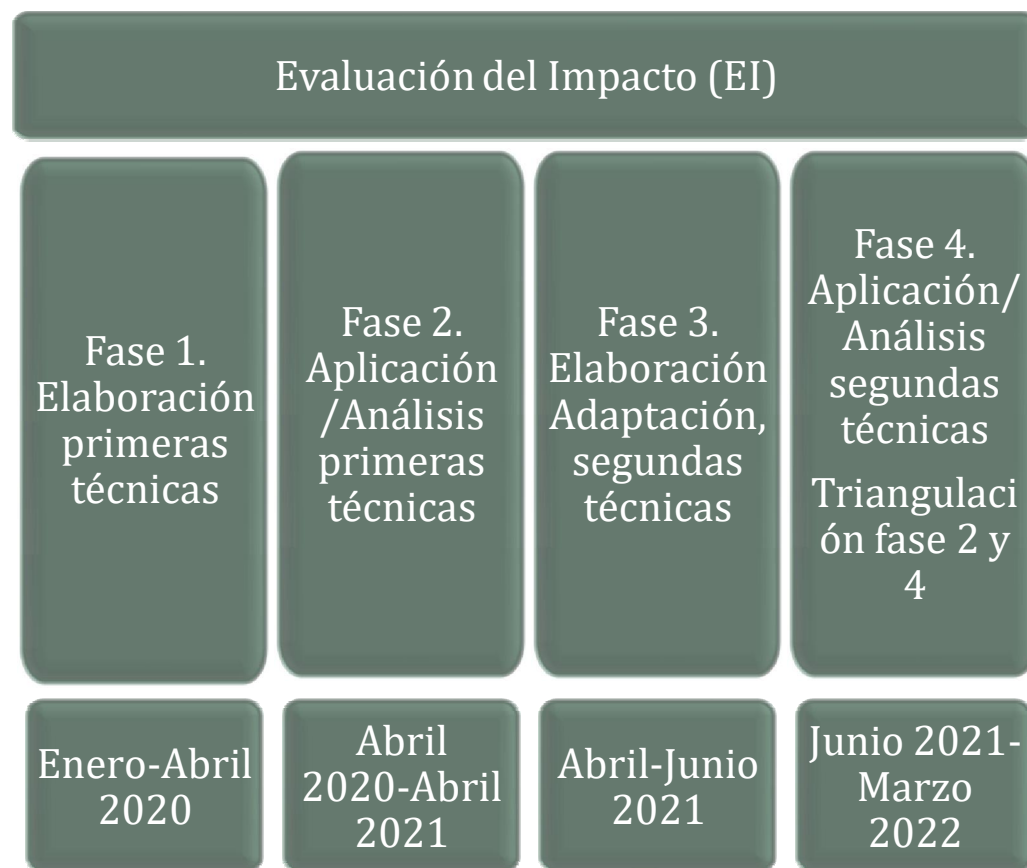 Evaluación del Impacto (EI)
Fase 1.
Elaboración
primeras
técnicas
Fase 2.
Aplicación
/Análisis
primeras
técnicas
Fase 3.
Elaboración
Adaptación,
segundas
técnicas
Fase 4.
Aplicación/
Análisis
segundas
técnicas
Triangulaci
ón fase 2 y
4
Enero-Abril
2020
Abril
2020-Abril
2021
Abril-Junio
2021
Junio 2021-
Marzo
2022